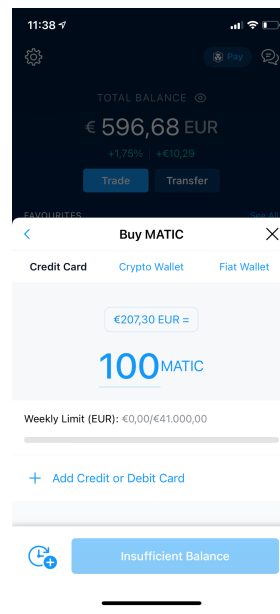 11:38
Pay
TOTAL BALANCE
€ 596,68 EUR
+1,75% | +€10,29
Trade
Transfer
FAVOURITES
See All
Buy MATIC
Credit Card
Crypto Wallet
Fiat Wallet
€207,30 EUR =
100 MATIC
Weekly Limit (EUR): €0,00/€41.000,00
+ Add Credit or Debit Card
Insufficient Balance